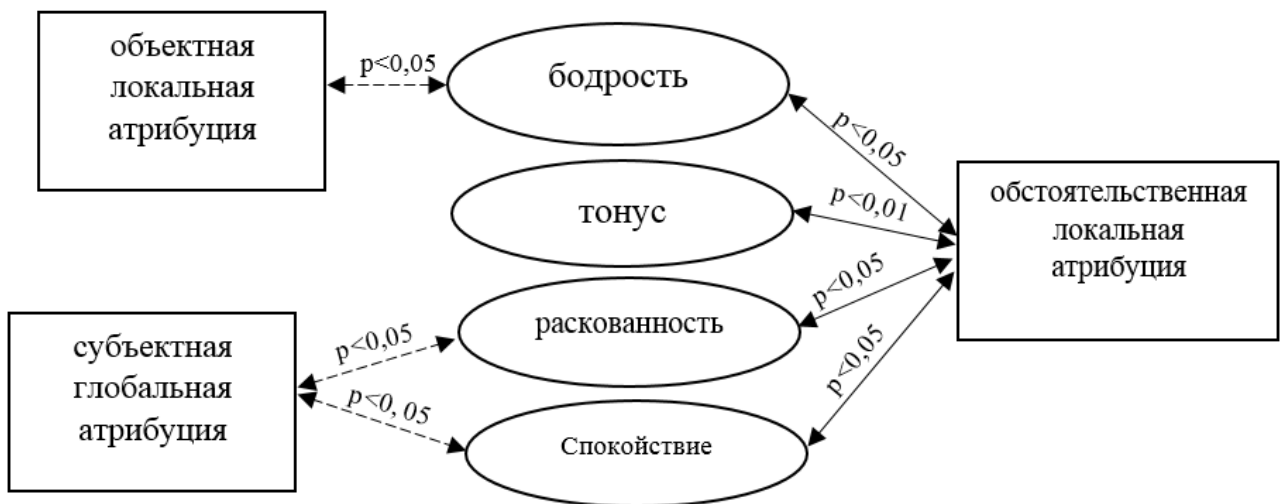 объектная
локальная
атрибуция
p<0,05
бодрость
p<0,05
тонус
p<0,01
обстоятельственная
локальная
атрибуция
p<0,05
раскованность
субъектная
глобальная
атрибуция
p<0,05
p<0, 05
p<0,05
Спокойствие